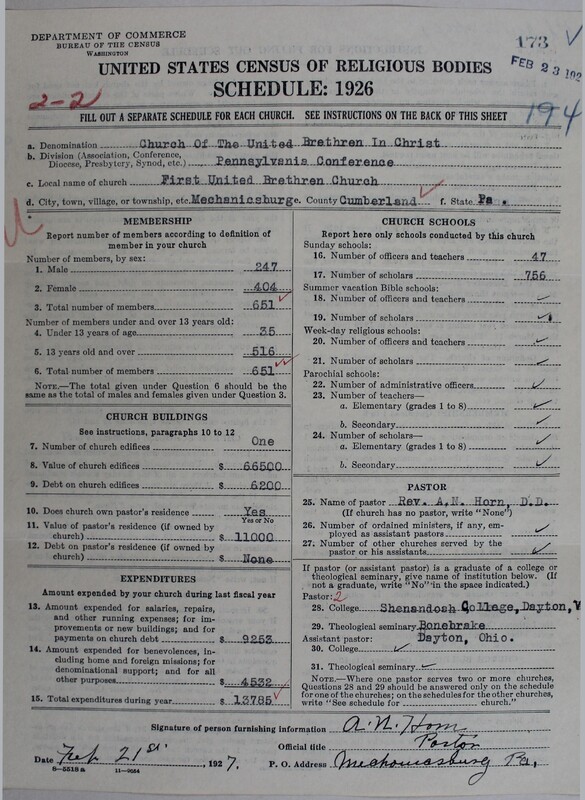 DEPARTMENT OF COMMERCE
BUREAU OF THE CENSUS
WASHINGTON
173
FEB 23 192
UNITED STATES CENSUS OF RELIGIOUS BODIES
SCHEDULE: 1926
2-2
194
FILL OUT A SEPARATE SCHEDULE FOR EACH CHURCH. SEE INSTRUCTIONS ON THE BACK OF THIS SHEET
a. Denomination Church Of The United Brethren In Christ
b. Division (Association, Conference, Diocese, Presbytery, Synod, etc.) Pennsylvania Conference
c. Local name of church First United Brethren Church
d. City, town, village, or township, etc. Mechanicsburg e. County Cumberland f. State Pa.
MEMBERSHIP
Report number of members according to definition of
member in your church
Number of members, by sex:
1. Male 247
2. Female 404
3. Total number of members 651
Number of members under and over 13 years old:
4. Under 13 years of age 35
5. 13 years old and over 516
6. Total number of members 651
NOTE.—The total given under Question 6 should be
same as the total of males and females given under Question 3.
CHURCH BUILDINGS
See instructions, paragraphs 10 to 12
7. Number of church edifices One
8. Value of church edifices $ 66500
9. Debt on church edifices $ 6200
10. Does church own pastor's residence Yes
Yes or No
11. Value of pastor's residence (if owned by
church) $ 11000
12. Debt on pastor's residence (if owned by
church) $ None
EXPENDITURES
Amount expended by your church during last fiscal year
13. Amount expended for salaries, repairs,
and other running expenses; for im-
provements or new buildings; and for
payments on church debt $ 9253
14. Amount expended for benevolences, in-
cluding home and foreign missions; for
denominational support; and for all
other purposes $ 4532
15. Total expenditures during year $ 13785
CHURCH SCHOOLS
Report here only schools conducted by this church
Sunday schools:
16. Number of officers and teachers 47
17. Number of scholars 756
Summer vacation Bible schools:
18. Number of officers and teachers
19. Number of scholars
Week-day religious schools:
20. Number of officers and teachers
21. Number of scholars
Parochial schools:
22. Number of administrative officers
23. Number of teachers—
a. Elementary (grades 1 to 8)
b. Secondary
24. Number of scholars—
a. Elementary (grades 1 to 8)
b. Secondary
PASTOR
25. Name of pastor Rev. A.N. Horn, D.D.
(If church has no pastor, write "None")
26. Number of ordained ministers, if any, em-
ployed as assistant pastors
27. Number of other churches served by the
pastor or his assistants
If pastor (or assistant pastor) is a graduate of a college or
theological seminary, give name of institution below. (If
not a graduate, write "No" in the space indicated.)
Pastor: 2
28. College Shenandosh College, Dayton, V
29. Theological seminary Bonebrake
Assistant pastor: Dayton, Ohio.
30. College
31. Theological seminary
NOTE.—Where one pastor serves two or more churches,
Questions 28 and 29 should be answered only on the schedule
for one of the churches; on the schedules for the other churches,
write "See schedule for church."
Signature of person furnishing information A. N. Horn
Official title Pastor
Date Feb 21st. , 1927. P. O. Address Mechanicsburg Pa,
8—5518a 11—9064